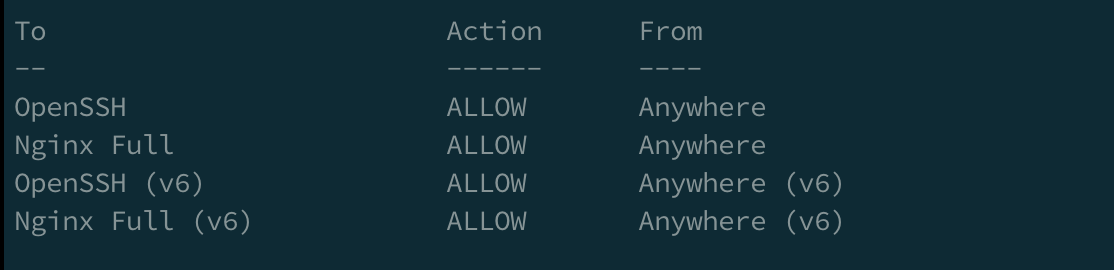 To                         Action      From
--                         ------      ----
OpenSSH                    ALLOW       Anywhere
Nginx Full                 ALLOW       Anywhere
OpenSSH (v6)               ALLOW       Anywhere (v6)
Nginx Full (v6)            ALLOW       Anywhere (v6)